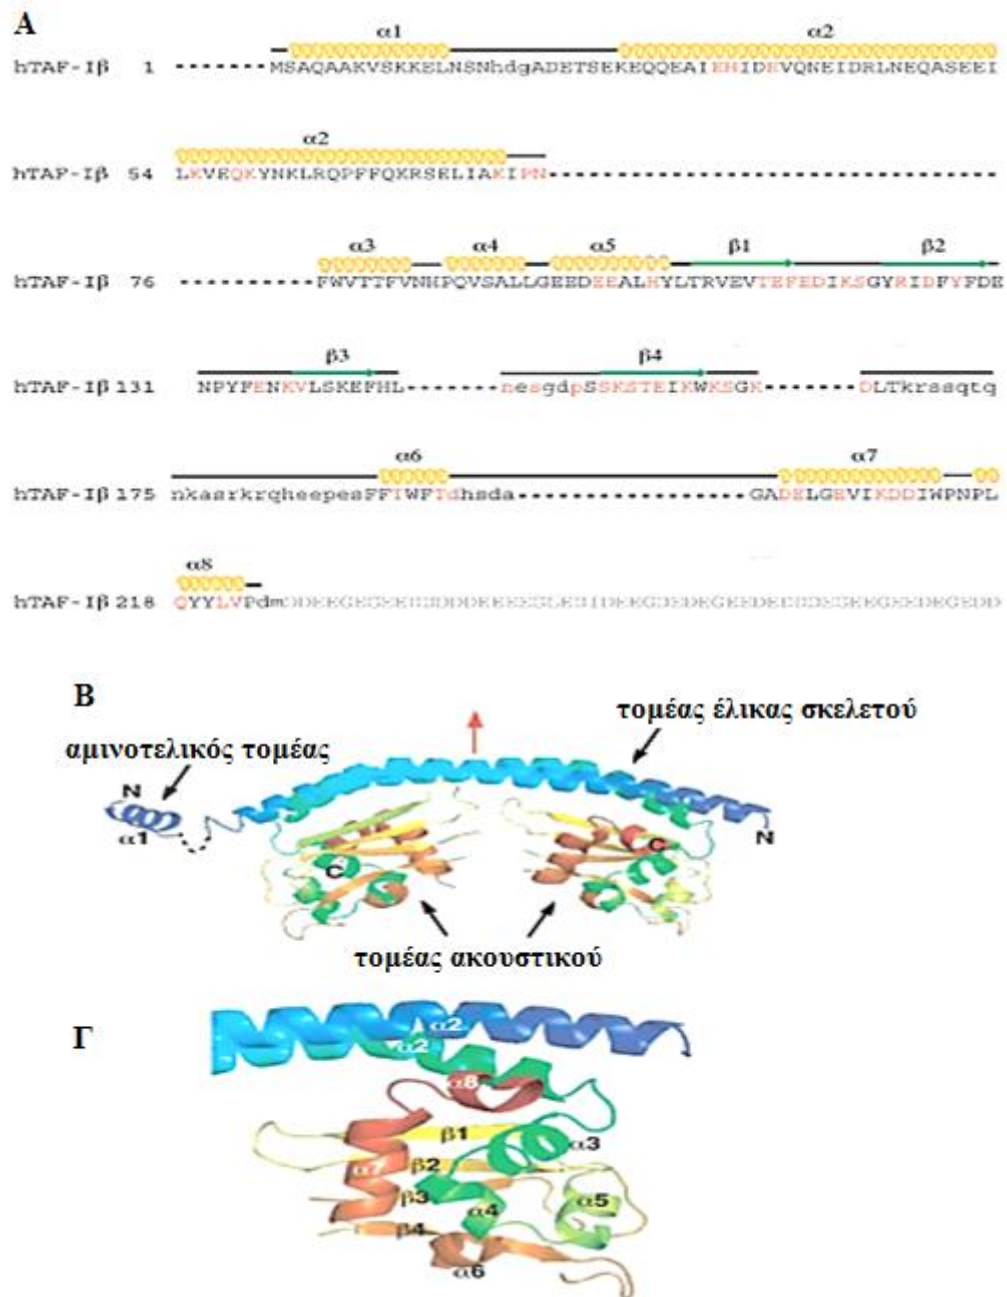 A
α1 α2
hTAF-Iβ 1 -------MSAQAAKVSKKELNSNhdgADETSEKEQQEAIEHIDEVQNEIDRLNEQASEEI
α2
hTAF-Iβ 54 LKVEQKYNKLRQPFFQKRSELIAKIPN----------------------------------
α3 α4 α5 β1 β2
hTAF-Iβ 76 ----------FWVTTFVNHPQVSALLGEEDEEALHYLTRVEVTEFEDIKSGYRIDFYFDE
β3 β4
hTAF-Iβ 131 NPYFENKVLSKEFHL-------nesgdpSSKSTEIKWKSGK-------DLTkrssqtq
α6 α7
hTAF-Iβ 175 nkasrkrqheepesFFTWFTdhsda-----------------GADELGEVIKDDIWPNPL
α8
hTAF-Iβ 218 QYYLVPdm
B
τομέας έλικας σκελετού
αμινοτελικός τομέας
N
α1
N
C C
τομέας ακουστικού
Γ
α2
α2
α8
β1 α3
α7 β2
β3 α4 α5
β4
α6